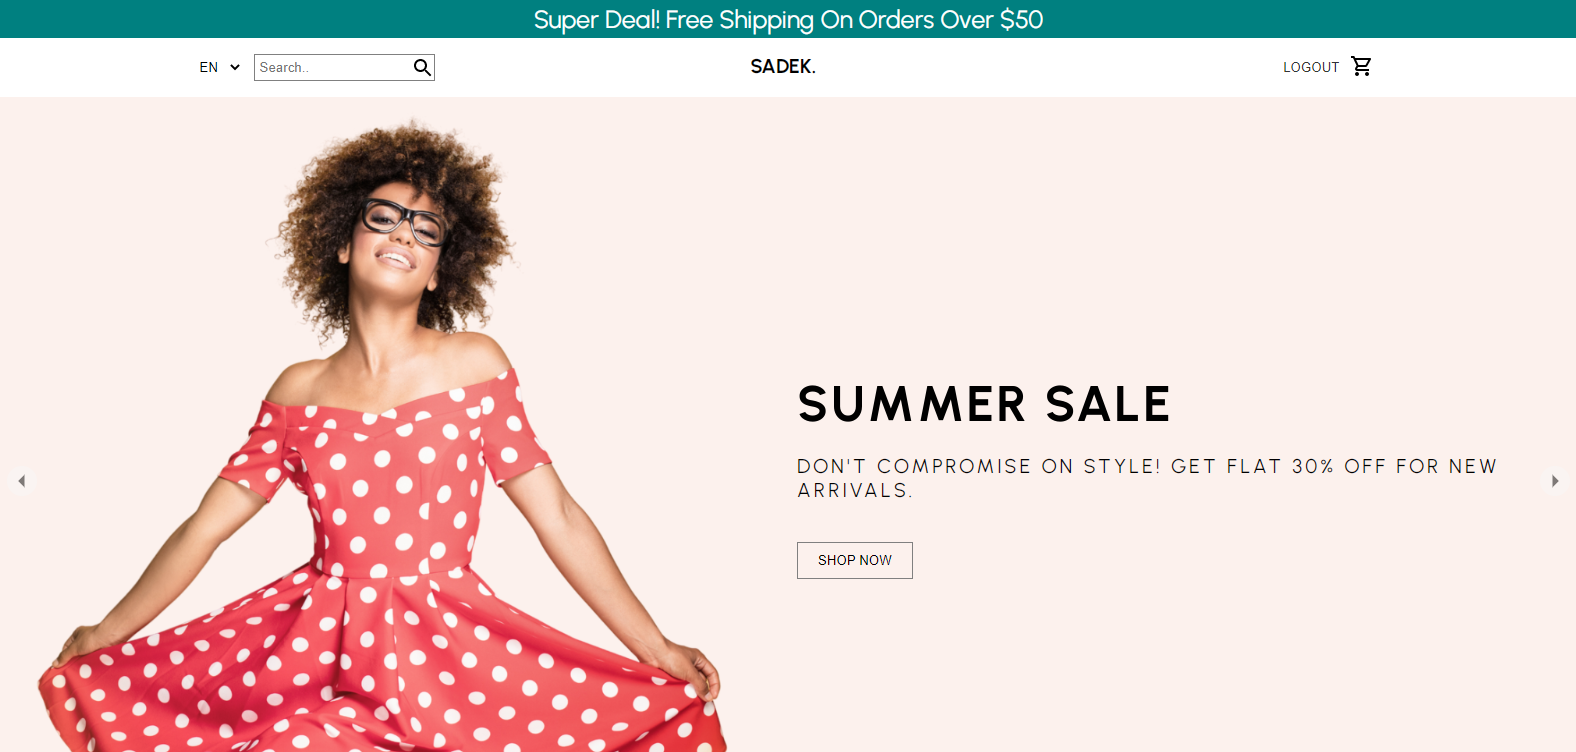 Super Deal! Free Shipping On Orders Over $50
EN
Search..
SADEK.
LOGOUT
SUMMER SALE
DON'T COMPROMISE ON STYLE! GET FLAT 30% OFF FOR NEW
ARRIVALS.
SHOP NOW